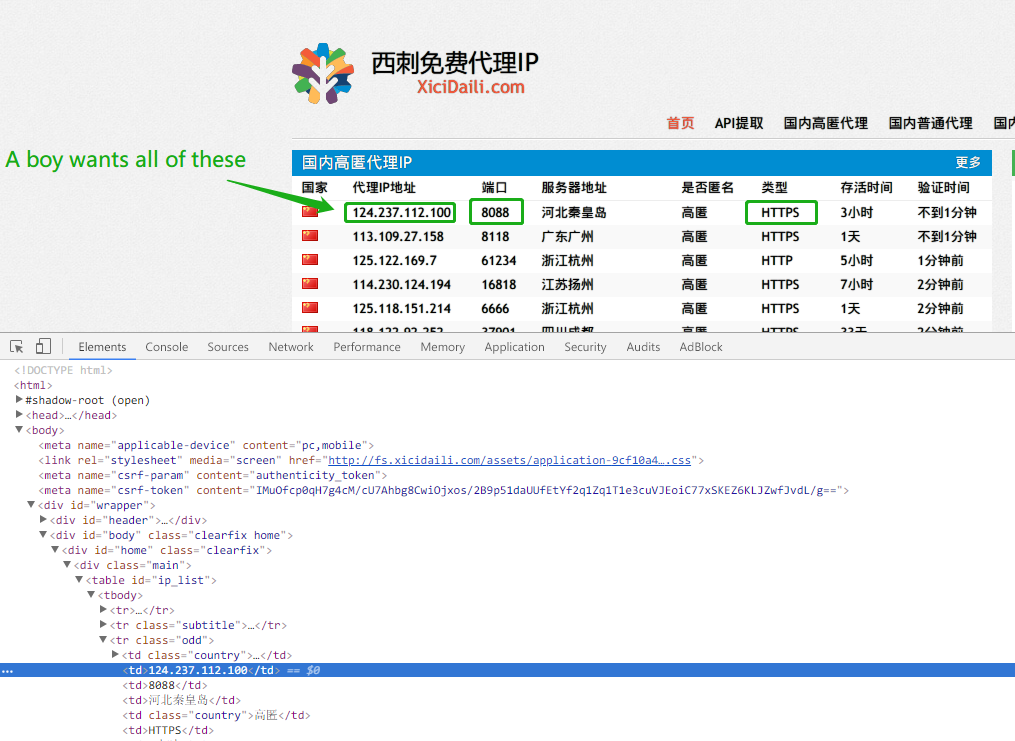 西刺免费代理IP
XiciDaili.com
首页 API提取 国内高匿代理 国内普通代理 国内
A boy wants all of these
国内高匿代理IP 更多
国家 代理IP地址 端口 服务器地址 是否匿名 类型 存活时间 验证时间
124.237.112.100 8088 河北秦皇岛 高匿 HTTPS 3小时 不到1分钟
113.109.27.158 8118 广东广州 高匿 HTTPS 1天 不到1分钟
125.122.169.7 61234 浙江杭州 高匿 HTTP 5小时 1分钟前
114.230.124.194 16818 江苏扬州 高匿 HTTPS 7小时 2分钟前
125.118.151.214 6666 浙江杭州 高匿 HTTPS 1天 2分钟前
四川成都 高匿 HTTPS 2分钟前
Elements Console Sources Network Performance Memory Application Security Audits AdBlock
<!DOCTYPE html>
<html>
#shadow-root (open)
<head>…</head>
<body>
<meta name="applicable-device" content="pc,mobile">
<link rel="stylesheet" media="screen" href="http://fs.xicidaili.com/assets/application-9cf10a4….css">
<meta name="csrf-param" content="authenticity_token">
<meta name="csrf-token" content="IMuOfcp0qH7g4cM/cU7Ahbg8CwiOjxos/2B9p51daUUfEtYf2q1Zq1T1e3cuVJEoiC77xSKEZ6KLJZwfJvdL/g==">
<div id="wrapper">
<div id="header">…</div>
<div id="body" class="clearfix home">
<div id="home" class="clearfix">
<div class="main">
<table id="ip_list">
<tbody>
<tr>…</tr>
<tr class="subtitle">…</tr>
<tr class="odd">
<td class="country">…</td>
… <td>124.237.112.100</td> == $0
<td>8088</td>
<td>河北秦皇岛</td>
<td class="country">高匿</td>
<td>HTTPS</td>